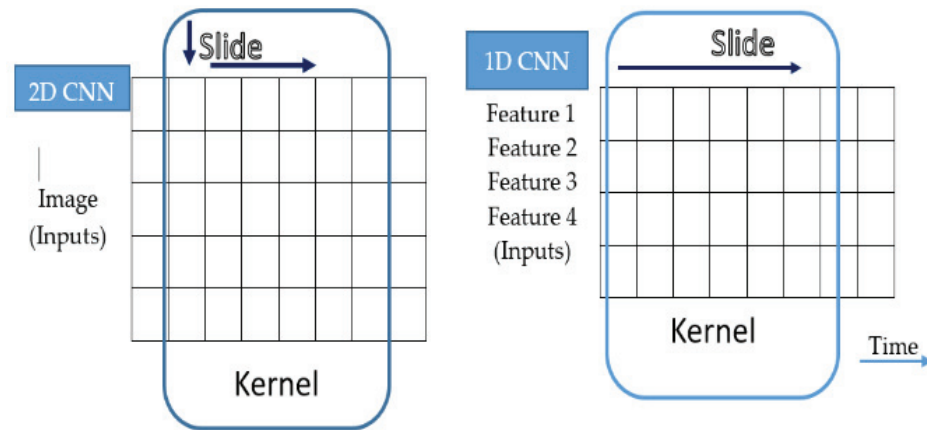 Slide
2D CNN
Image
(Inputs)
Kernel
Slide
1D CNN
Feature 1
Feature 2
Feature 3
Feature 4
(Inputs)
Kernel
Time